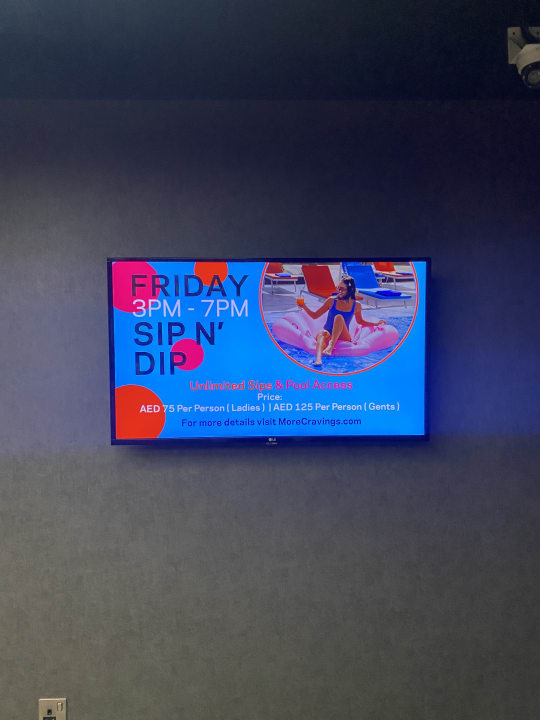 FRIDAY
3PM - 7PM
SIP N'
DIP
Unlimited Sips & Pool Access
Price:
AED 75 Per Person ( Ladies ) | AED 125 Per Person ( Gents )
For more details visit MoreCravings.com
LG